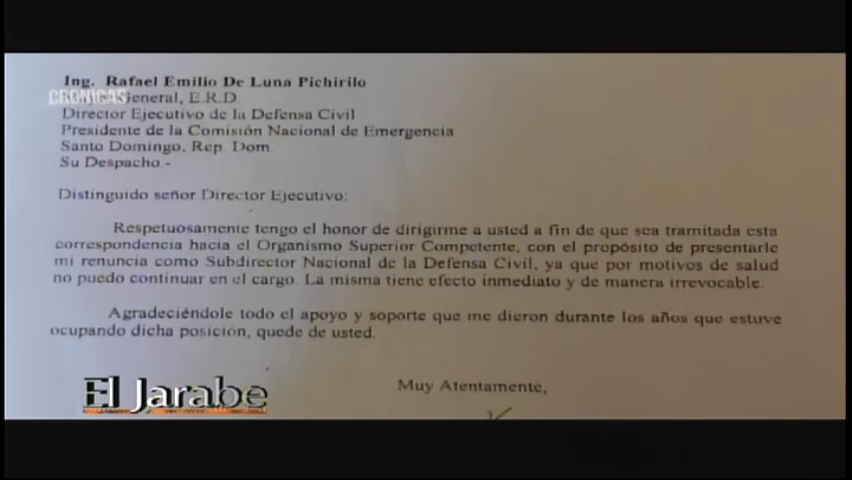 Ing. Rafael Emilio De Luna Pichirilo
CRONICAS
General, E.R.D.
Director Ejecutivo de la Defensa Civil
Presidente de la Comisión Nacional de Emergencia
Santo Domingo, Rep. Dom.
Su Despacho.-
Distinguido señor Director Ejecutivo:
Respetuosamente tengo el honor de dirigirme a usted a fin de que sea tramitada esta
correspondencia hacia el Organismo Superior Competente, con el propósito de presentarle
mi renuncia como Subdirector Nacional de la Defensa Civil, ya que por motivos de salud
no puedo continuar en el cargo. La misma tiene efecto inmediato y de manera irrevocable.
Agradeciéndole todo el apoyo y soporte que me dieron durante los años que estuve
ocupando dicha posición, quede de usted.
Muy Atentamente,
El Jarabe